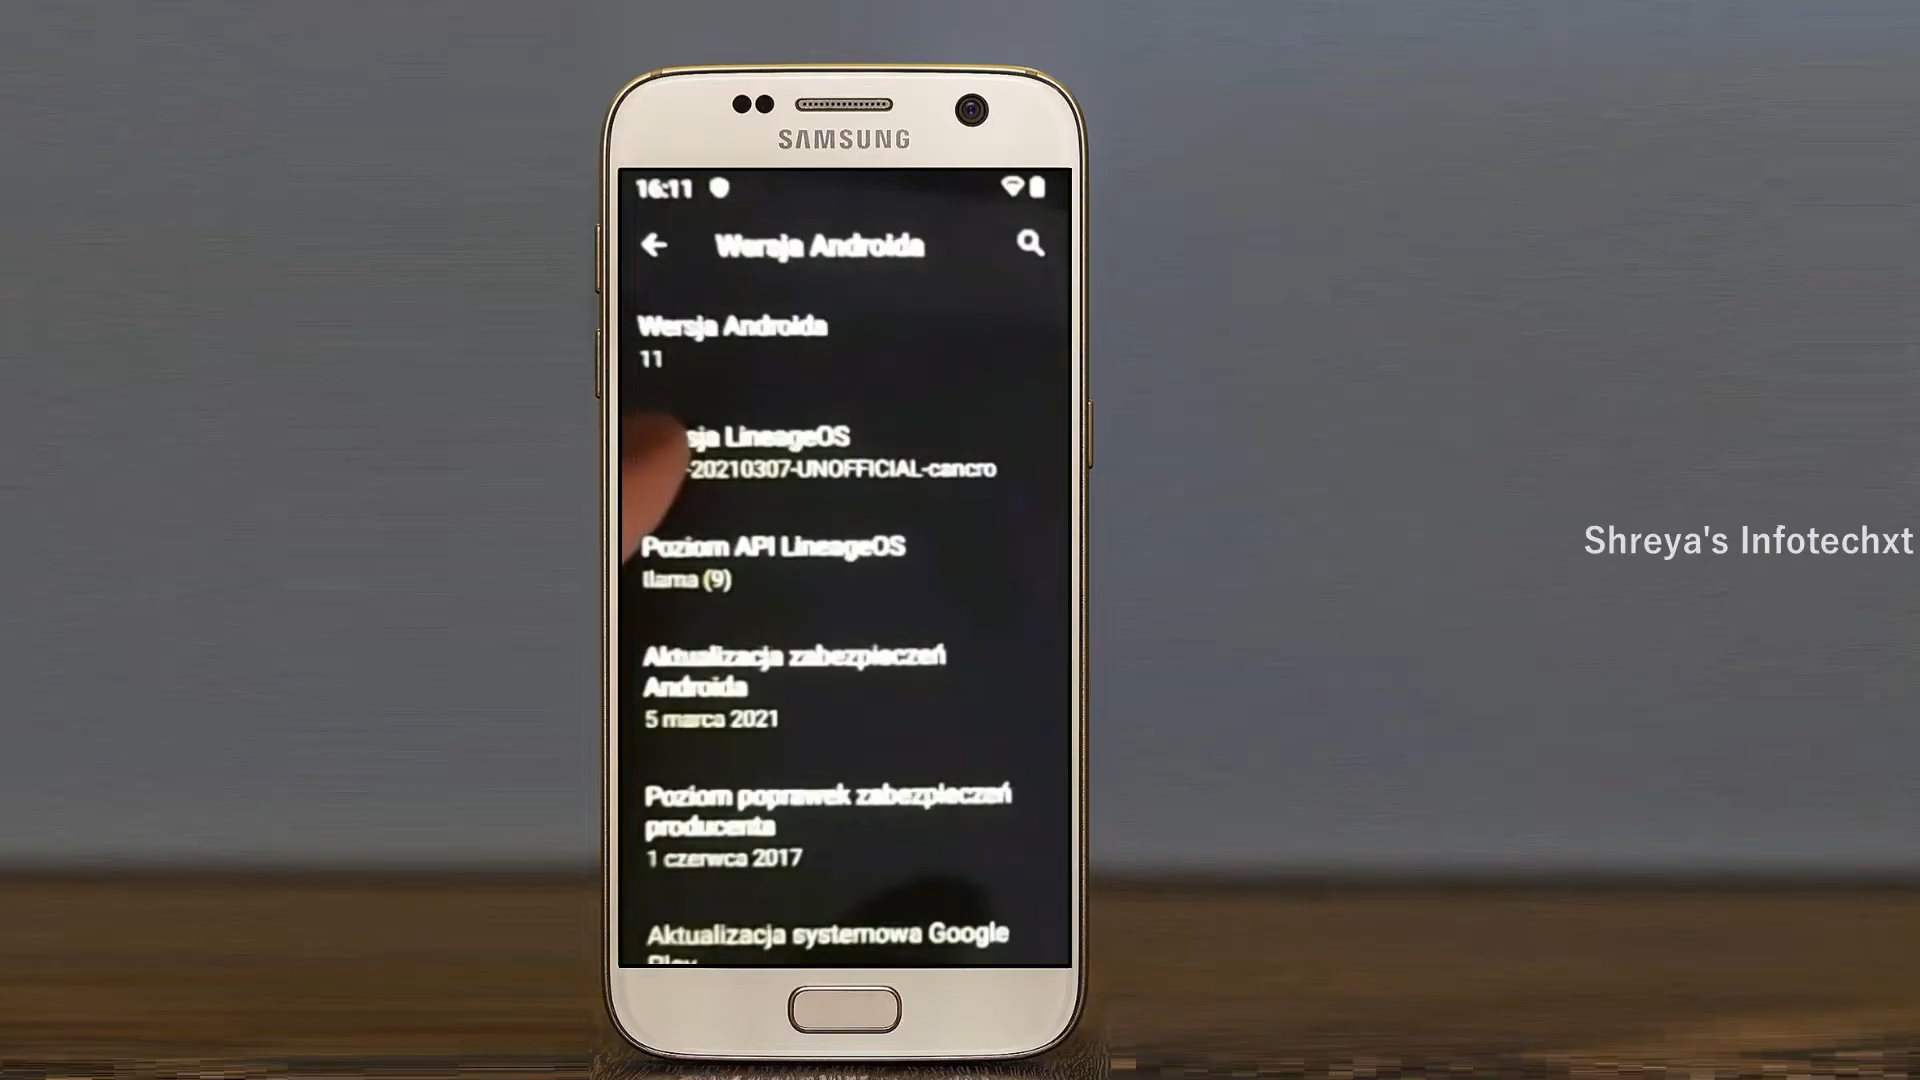 SAMSUNG
16:11
Wersja Androida
Wersja Androida
11
sja LineageOS
-20210307-UNOFFICIAL-cancro
Poziom API LineageOS
llama (9)
Aktualizacja zabezpieczeń
Androida
5 marca 2021
Poziom poprawek zabezpieczeń
producenta
1 czerwca 2017
Aktualizacja systemowa Google
Play
Shreya's Infotechxt